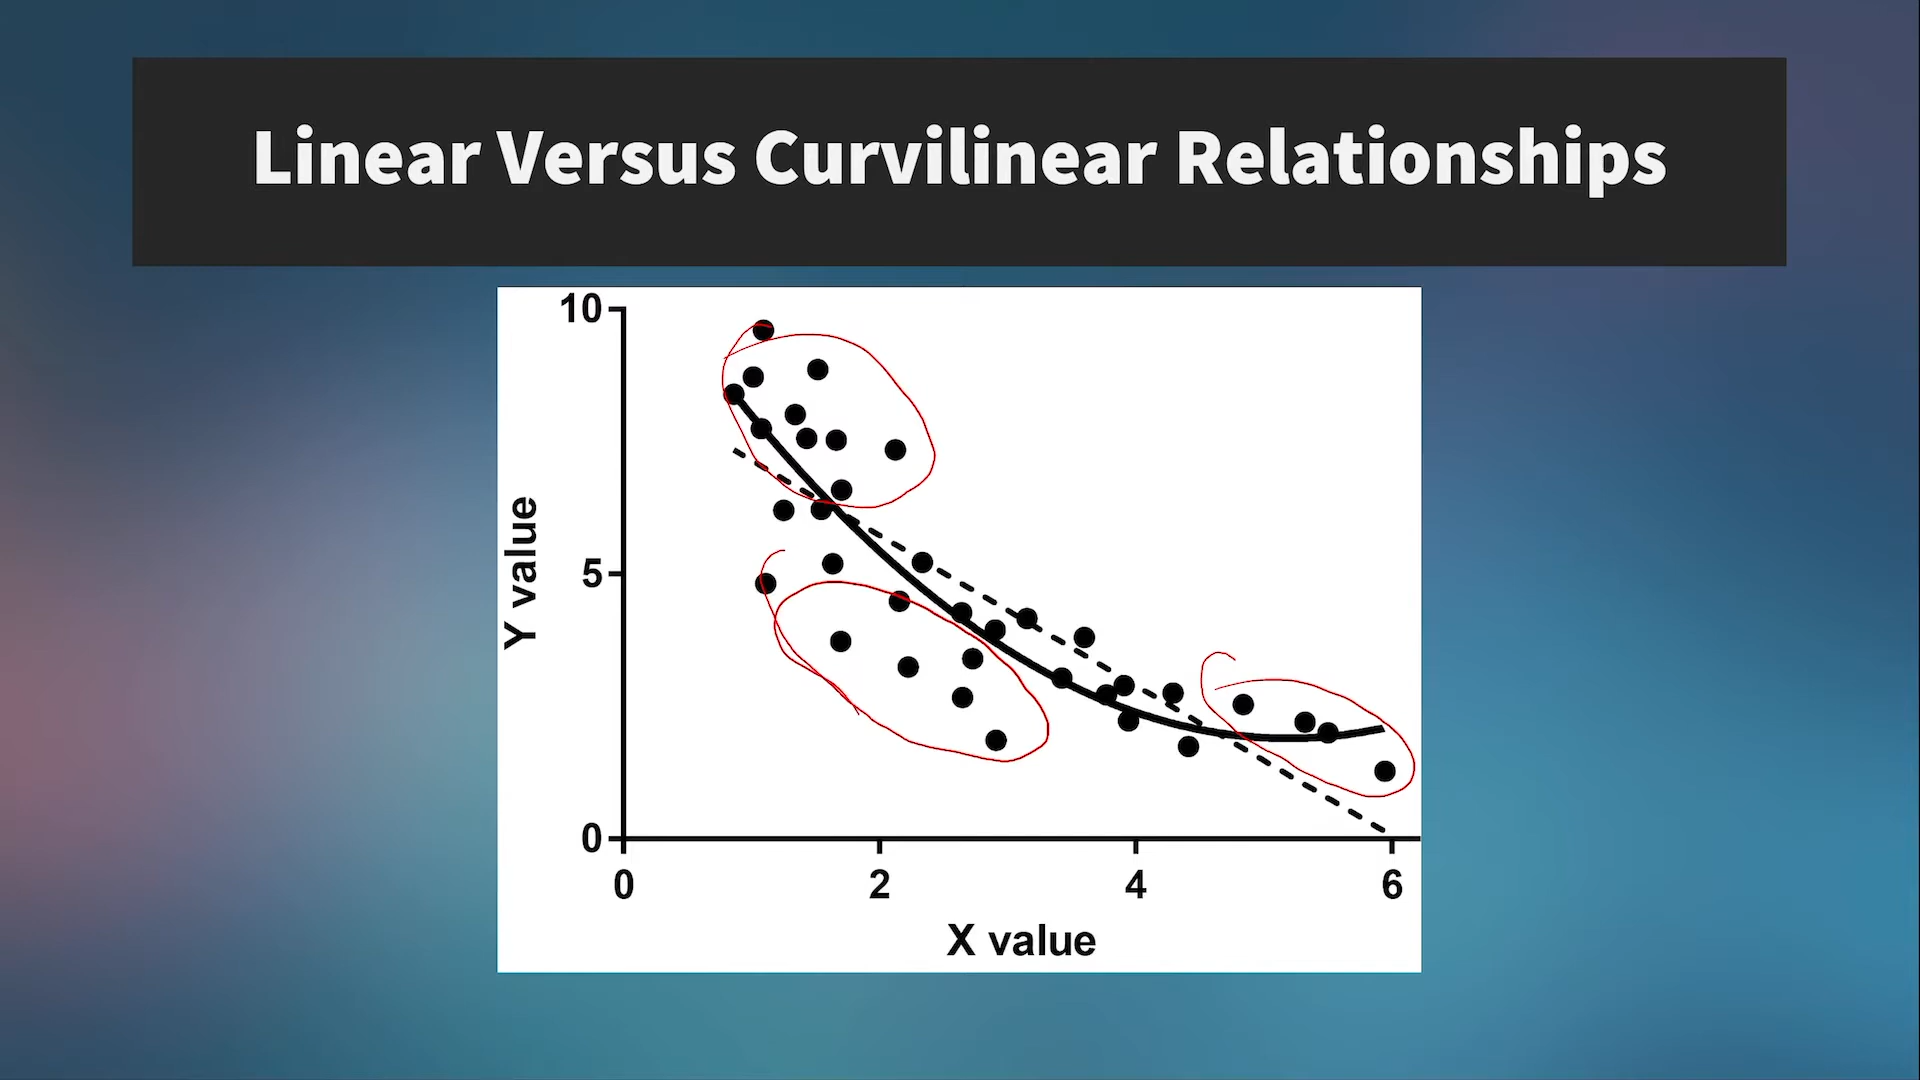 Linear Versus Curvilinear Relationships
10
5
0
Y value
0 2 4 6
X value